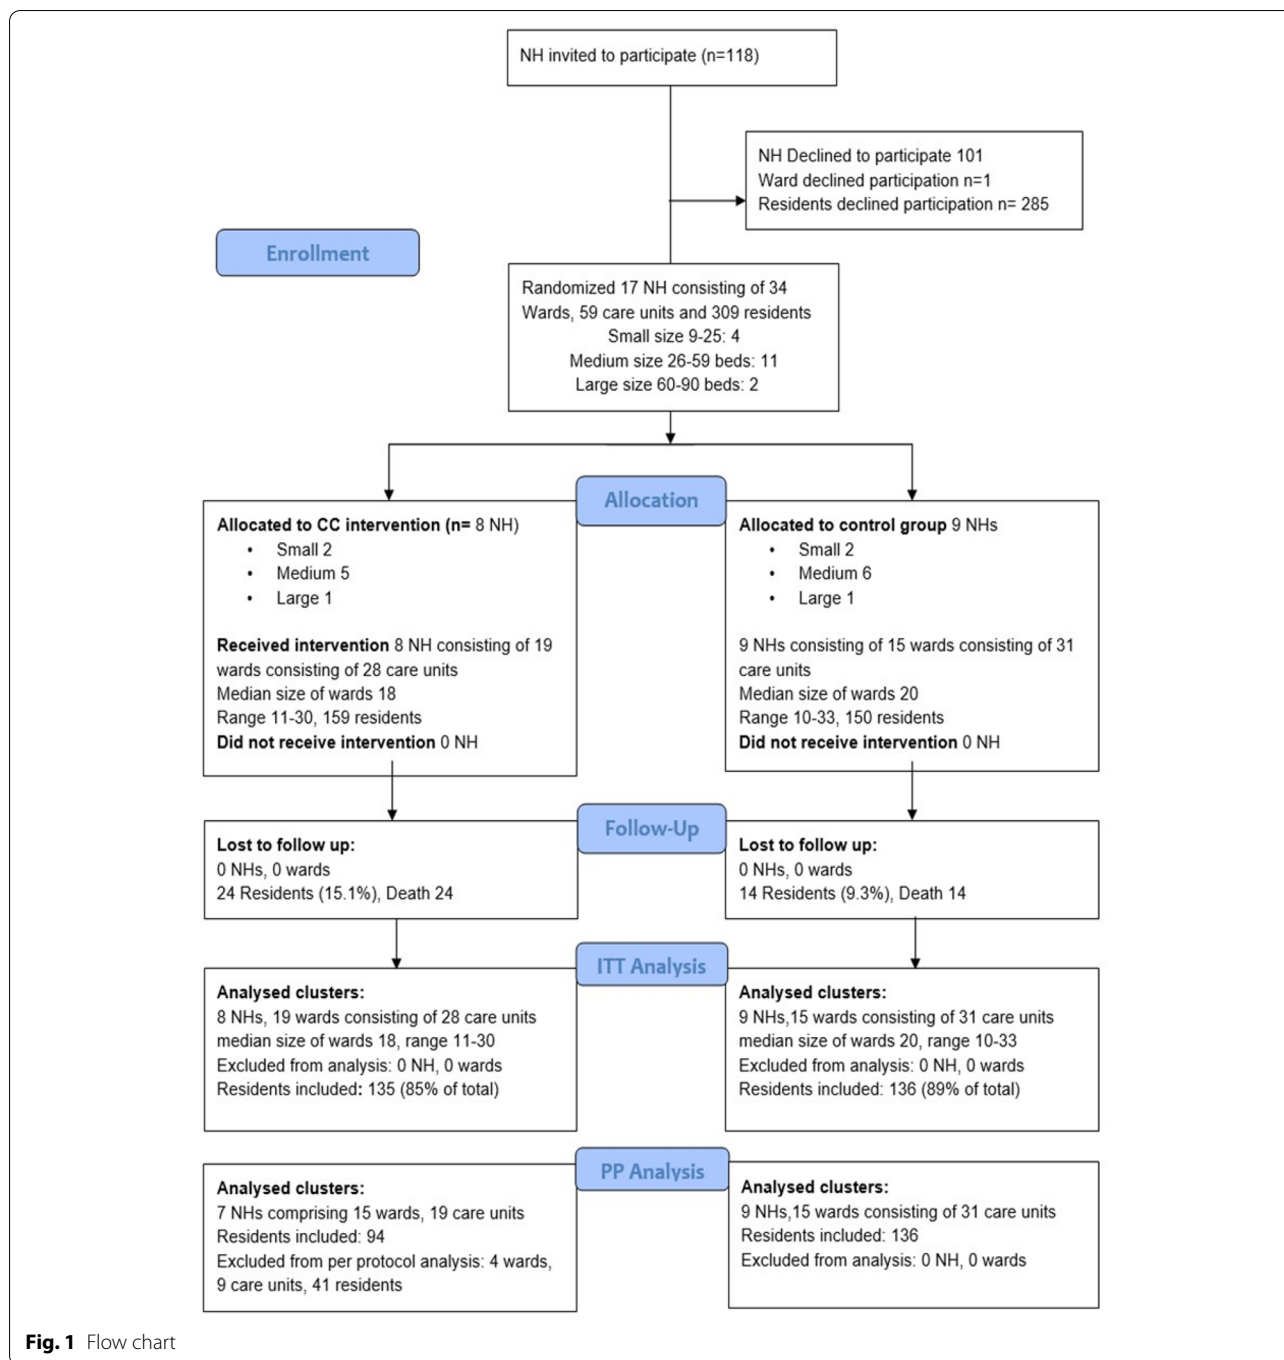 NH invited to participate (n=118)
NH Declined to participate 101
Ward declined participation n=1
Residents declined participation n= 285
Enrollment
Randomized 17 NH consisting of 34
Wards, 59 care units and 309 residents
Small size 9-25: 4
Medium size 26-59 beds: 11
Large size 60-90 beds: 2
Allocation
Allocated to CC intervention (n= 8 NH)
• Small 2
• Medium 5
• Large 1
Received intervention 8 NH consisting of 19
wards consisting of 28 care units
Median size of wards 18
Range 11-30, 159 residents
Did not receive intervention 0 NH
Allocated to control group 9 NHs
• Small 2
• Medium 6
• Large 1
9 NHs consisting of 15 wards consisting of 31
care units
Median size of wards 20
Range 10-33, 150 residents
Did not receive intervention 0 NH
Follow-Up
Lost to follow up:
0 NHs, 0 wards
24 Residents (15.1%), Death 24
Lost to follow up:
0 NHs, 0 wards
14 Residents (9.3%), Death 14
ITT Analysis
Analysed clusters:
8 NHs, 19 wards consisting of 28 care units
median size of wards 18, range 11-30
Excluded from analysis: 0 NH, 0 wards
Residents included: 135 (85% of total)
Analysed clusters:
9 NHs,15 wards consisting of 31 care units
median size of wards 20, range 10-33
Excluded from analysis: 0 NH, 0 wards
Residents included: 136 (89% of total)
PP Analysis
Analysed clusters:
7 NHs comprising 15 wards, 19 care units
Residents included: 94
Excluded from per protocol analysis: 4 wards,
9 care units, 41 residents
Analysed clusters:
9 NHs,15 wards consisting of 31 care units
Residents included: 136
Excluded from analysis: 0 NH, 0 wards
Fig. 1 Flow chart